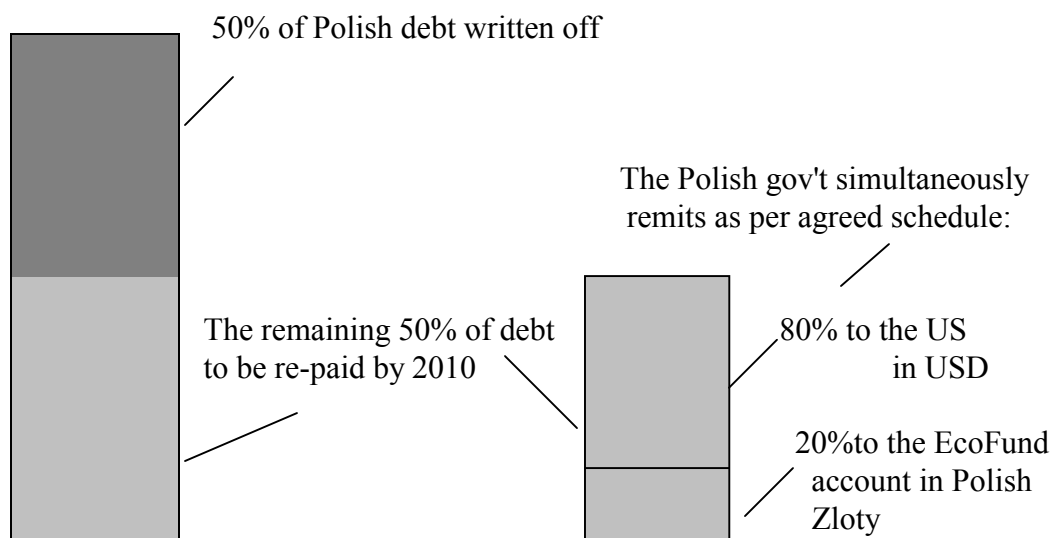 50% of Polish debt written off
The Polish gov't simultaneously
remits as per agreed schedule:
The remaining 50% of debt
to be re-paid by 2010
80% to the US
in USD
20%to the EcoFund
account in Polish
Zloty